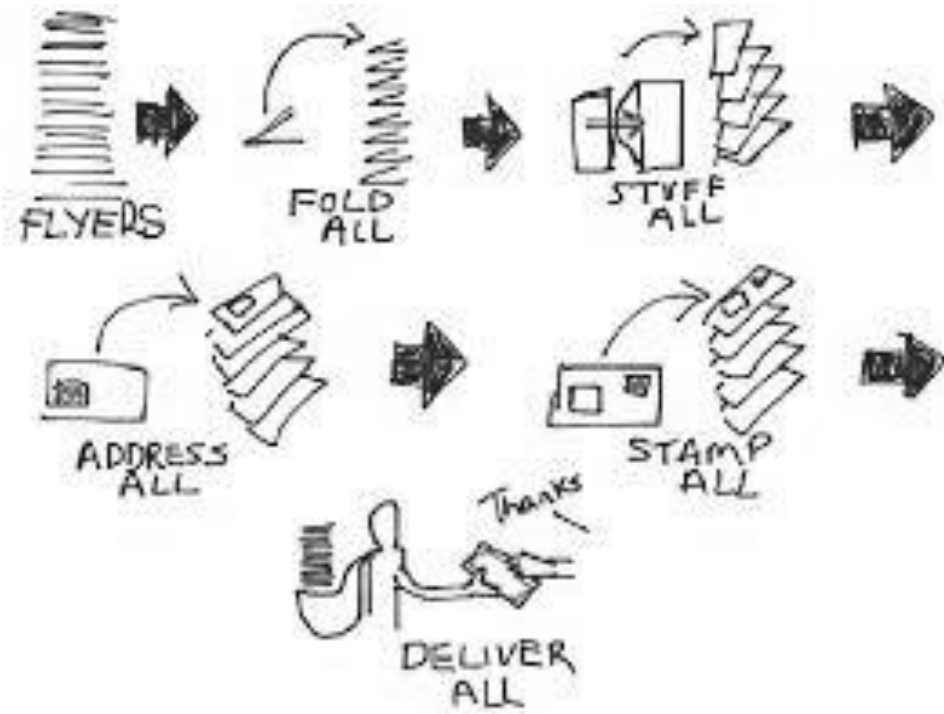 FLYERS
FOLD
ALL
STUFF
ALL
ADDRESS
ALL
STAMP
ALL
Thanks
DELIVER
ALL